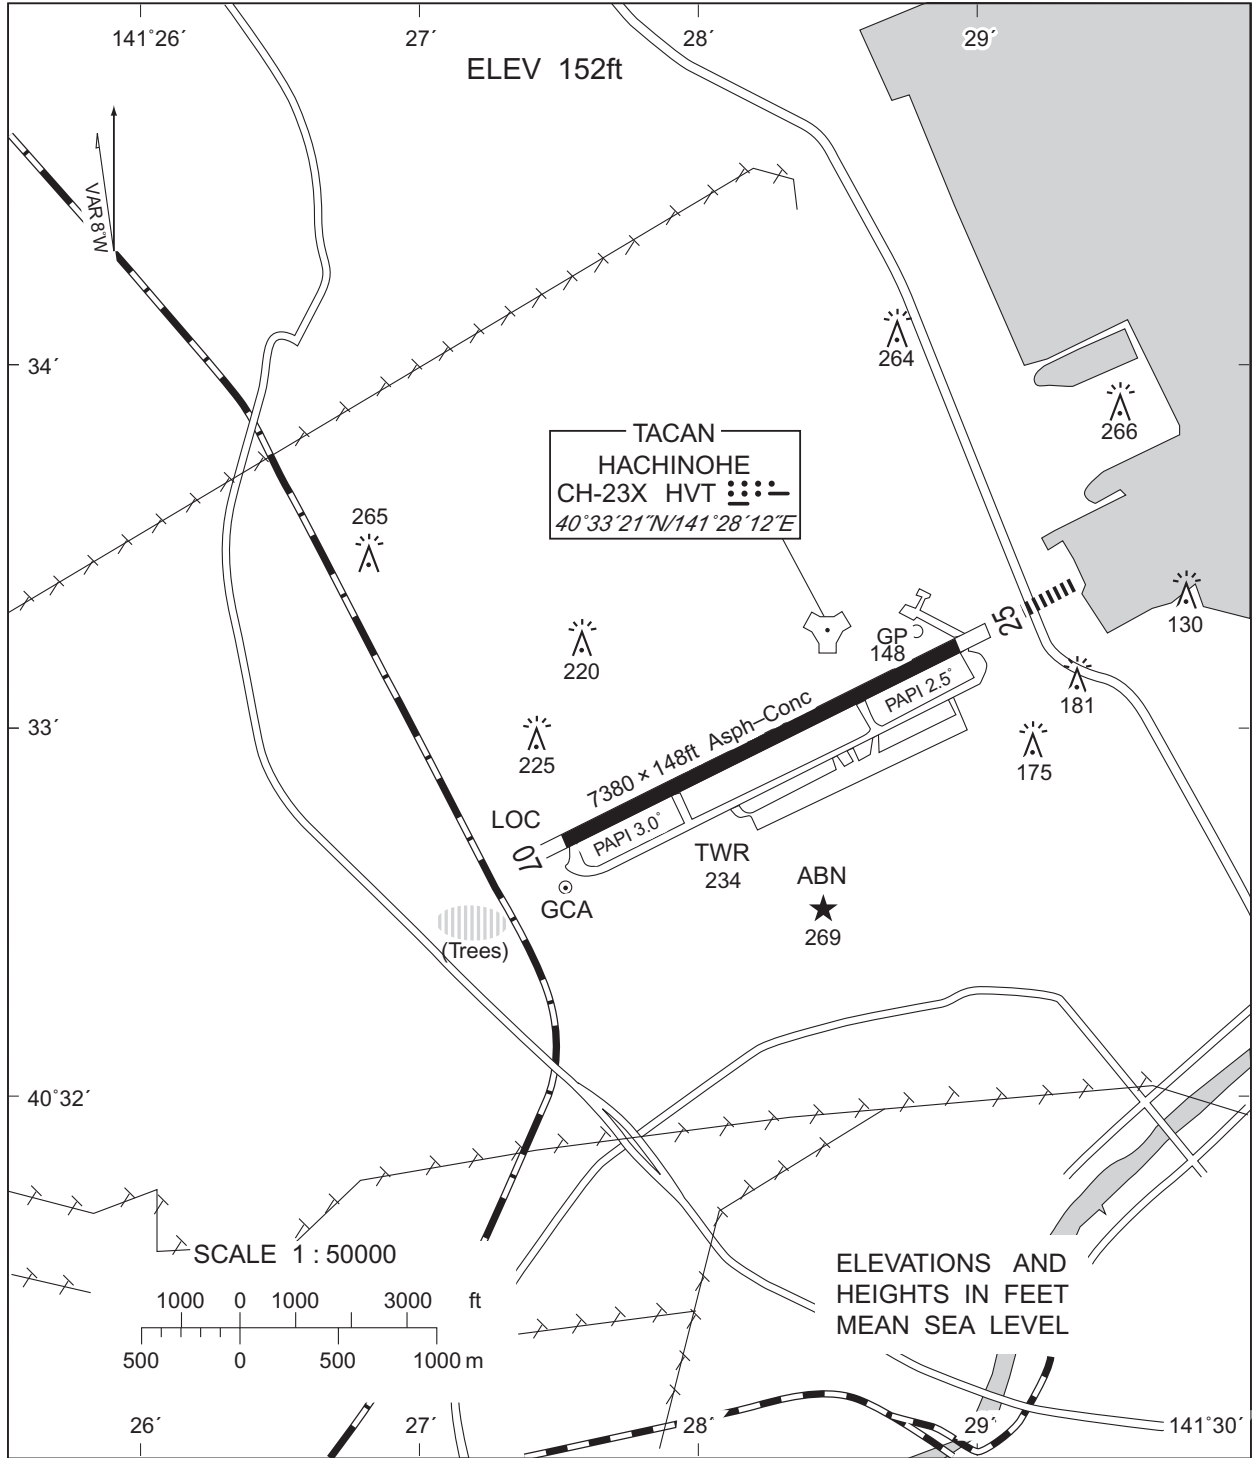 141°26′
27′
28′
29′
ELEV 152ft
VAR 8°W
34′
264
266
TACAN
HACHINOHE
CH-23X HVT
40°33′21″N/141°28′12″E
265
220
GP
148
25
130
181
33′
225
175
7380 × 148ft Asph–Conc
PAPI 2.5°
LOC
07
PAPI 3.0°
TWR
234
ABN
269
GCA
(Trees)
40°32′
SCALE 1 : 50000
1000 0 1000 3000 ft
500 0 500 1000 m
ELEVATIONS AND
HEIGHTS IN FEET
MEAN SEA LEVEL
26′
27′
28′
29′
141°30′